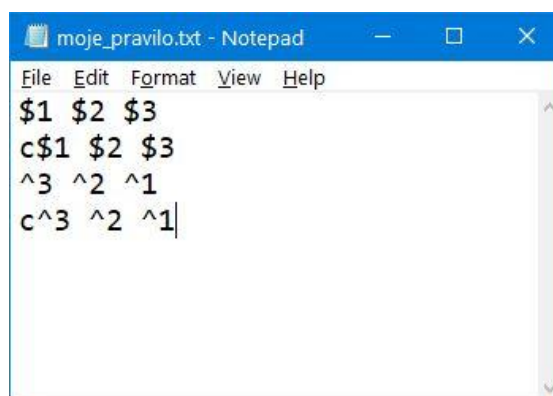 moje_pravilo.txt - Notepad
File Edit Format View Help
$1 $2 $3
c$1 $2 $3
^3 ^2 ^1
c^3 ^2 ^1